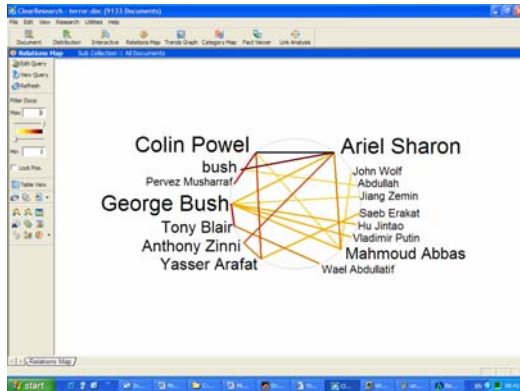 ClearResearch - terror-doc (9133 Documents)
File Edit View Research Utilities Help
Document Distribution Interactive Relations Map Trends Graph Category Map Fact Viewer Link Analysis
Relations Map Sub Collection :: All Documents
Edit Query
View Query
Refresh
Filter Docs:
Max:
Min:
Lock Pos.
Table View
Colin Powel
Ariel Sharon
bush
John Wolf
Pervez Musharraf
Abdullah
Jiang Zemin
George Bush
Saeb Erakat
Hu Jintao
Tony Blair
Vladimir Putin
Anthony Zinni
Mahmoud Abbas
Yasser Arafat
Wael Abdullatif
Relations Map
start